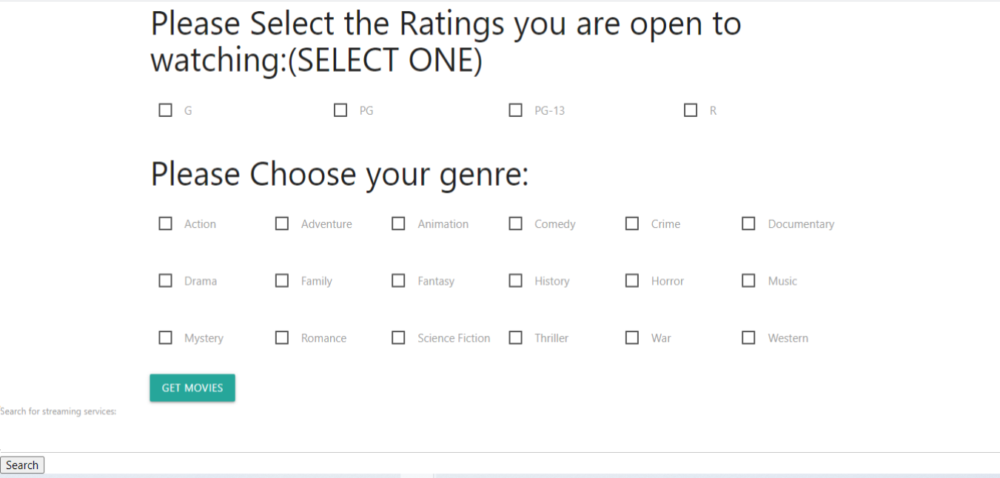 Please Select the Ratings you are open to
watching:(SELECT ONE)
G PG PG-13 R
Please Choose your genre:
Action Adventure Animation Comedy Crime Documentary
Drama Family Fantasy History Horror Music
Mystery Romance Science Fiction Thriller War Western
GET MOVIES
Search for streaming services:
Search